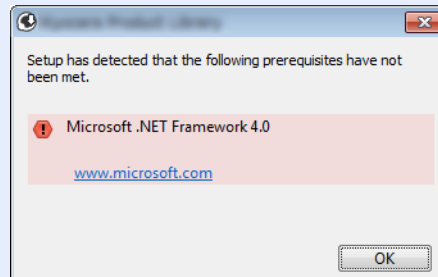 Setup has detected that the following prerequisites have not
been met.
Microsoft .NET Framework 4.0
www.microsoft.com
OK